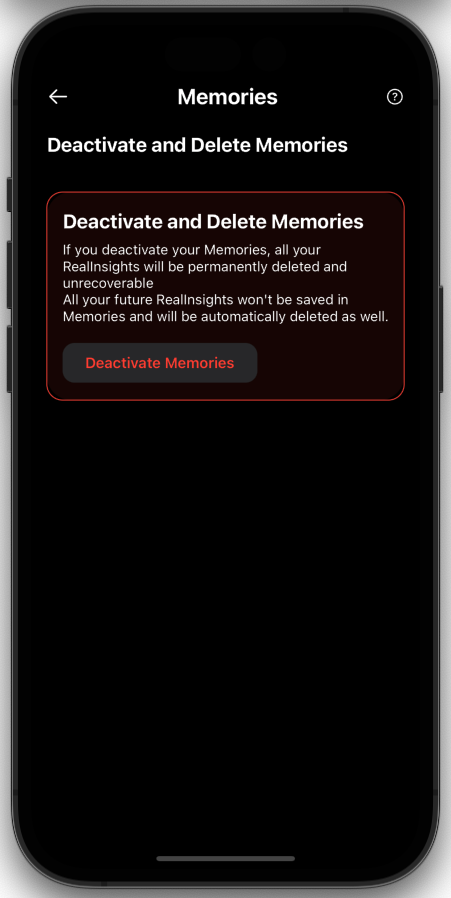 Memories
?
Deactivate and Delete Memories
Deactivate and Delete Memories
If you deactivate your Memories, all your
RealInsights will be permanently deleted and
unrecoverable
All your future RealInsights won't be saved in
Memories and will be automatically deleted as well.
Deactivate Memories